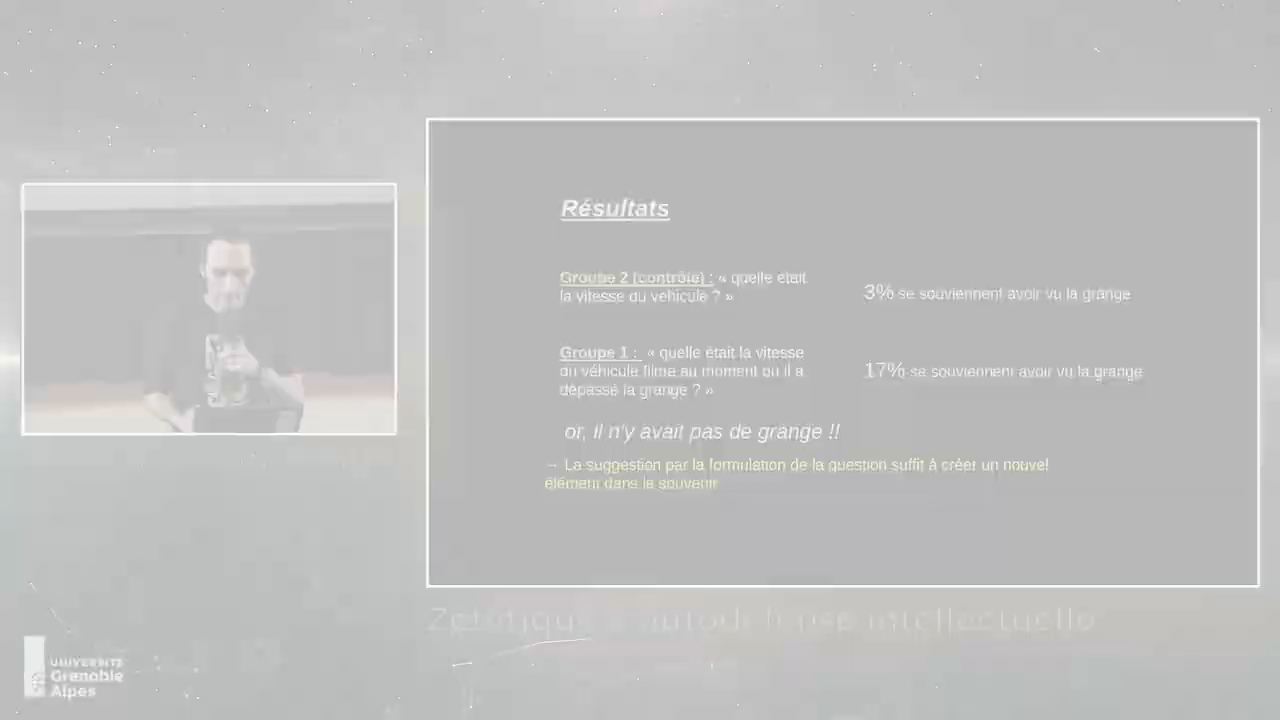 Résultats
Groupe 2 (contrôle) : « quelle était
la vitesse du véhicule ? »
3% se souviennent avoir vu la grange
Groupe 1 : « quelle était la vitesse
du véhicule filmé au moment où il a
dépassé la grange ? »
17% se souviennent avoir vu la grange
or, il n'y avait pas de grange !!
→ La suggestion par la formulation de la question suffit à créer un nouvel
élément dans le souvenir
Zététique & autodéfense intellectuelle
UNIVERSITÉ
Grenoble
Alpes